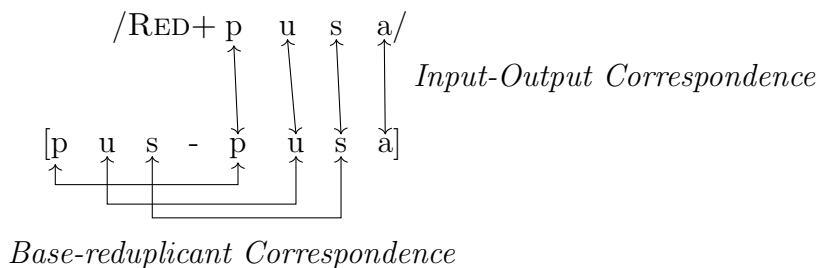 /RED+ p u s a/
Input-Output Correspondence
[p u s - p u s a]
Base-reduplicant Correspondence